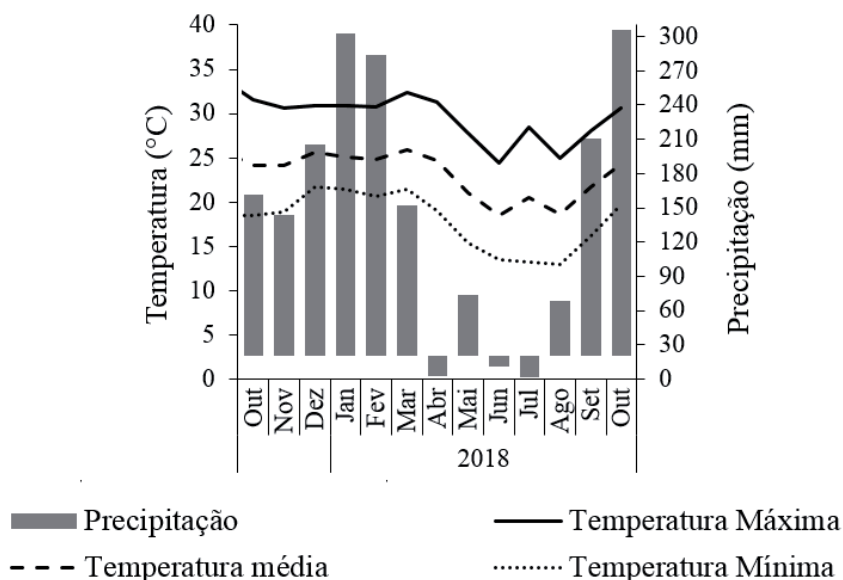 Temperatura (°C)
40
35
30
25
20
15
10
5
0
300
270
240
210
180
150
120
90
60
30
0
Precipitação (mm)
Out
Nov
Dez
Jan
Fev
Mar
Abr
Mai
Jun
Jul
Ago
Set
Out
2018
Precipitação
Temperatura Máxima
Temperatura média
Temperatura Mínima